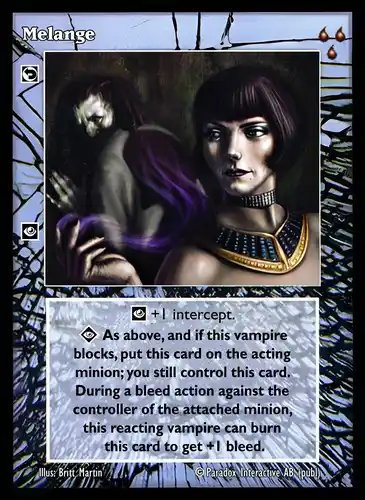 Melange
+1 intercept.
As above, and if this vampire
blocks, put this card on the acting
minion; you still control this card.
During a bleed action against the
controller of the attached minion,
this reacting vampire can burn
this card to get +1 bleed.
Illus: Britt Martin © Paradox Interactive AB (publ)